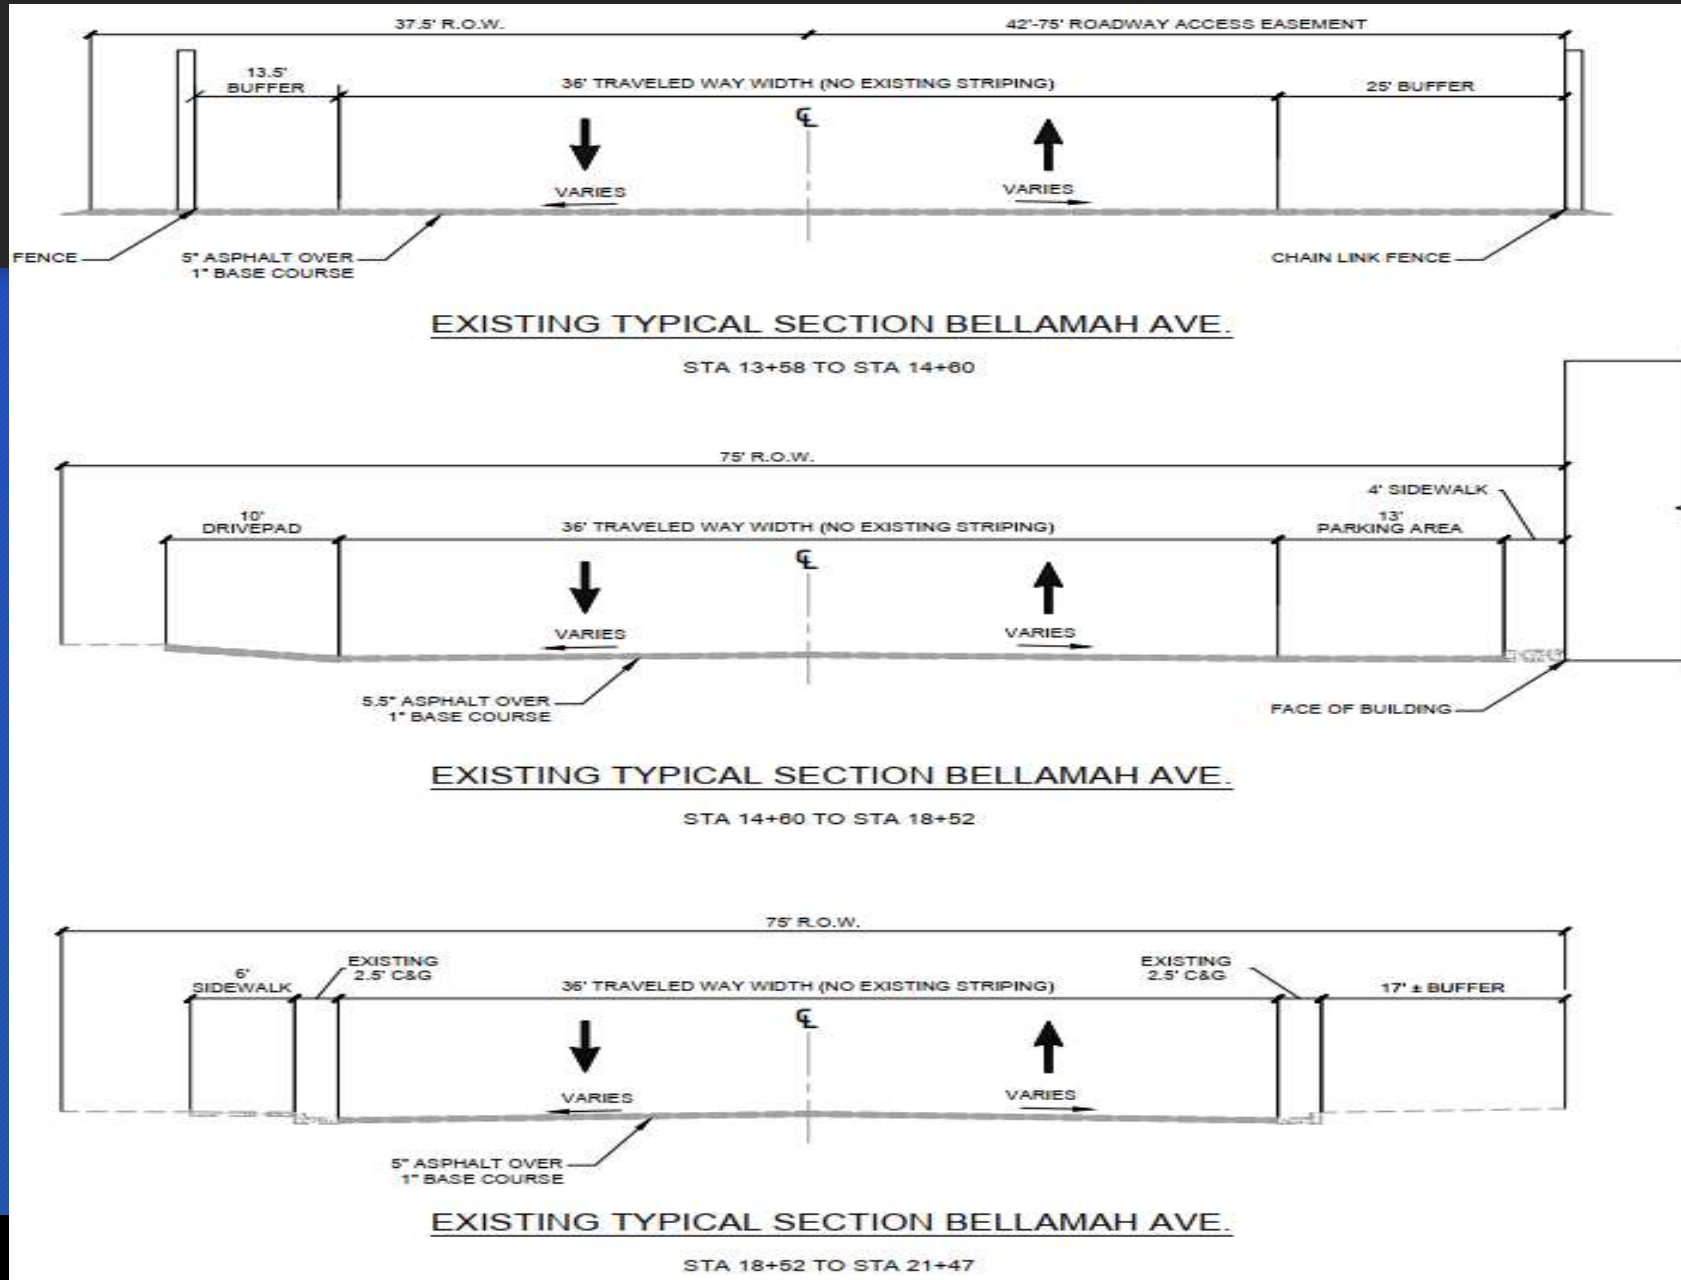 37.5' R.O.W.
42'-75' ROADWAY ACCESS EASEMENT
13.5'
BUFFER
36' TRAVELED WAY WIDTH (NO EXISTING STRIPING)
25' BUFFER
℄
VARIES
VARIES
FENCE
5" ASPHALT OVER
1" BASE COURSE
CHAIN LINK FENCE
EXISTING TYPICAL SECTION BELLAMAH AVE.
STA 13+58 TO STA 14+60
75' R.O.W.
4' SIDEWALK
10'
DRIVEPAD
36' TRAVELED WAY WIDTH (NO EXISTING STRIPING)
13'
PARKING AREA
℄
VARIES
VARIES
5.5" ASPHALT OVER
1" BASE COURSE
FACE OF BUILDING
EXISTING TYPICAL SECTION BELLAMAH AVE.
STA 14+60 TO STA 18+52
75' R.O.W.
6'
SIDEWALK
EXISTING
2.5' C&G
36' TRAVELED WAY WIDTH (NO EXISTING STRIPING)
EXISTING
2.5' C&G
17' ± BUFFER
℄
VARIES
VARIES
5" ASPHALT OVER
1" BASE COURSE
EXISTING TYPICAL SECTION BELLAMAH AVE.
STA 18+52 TO STA 21+47